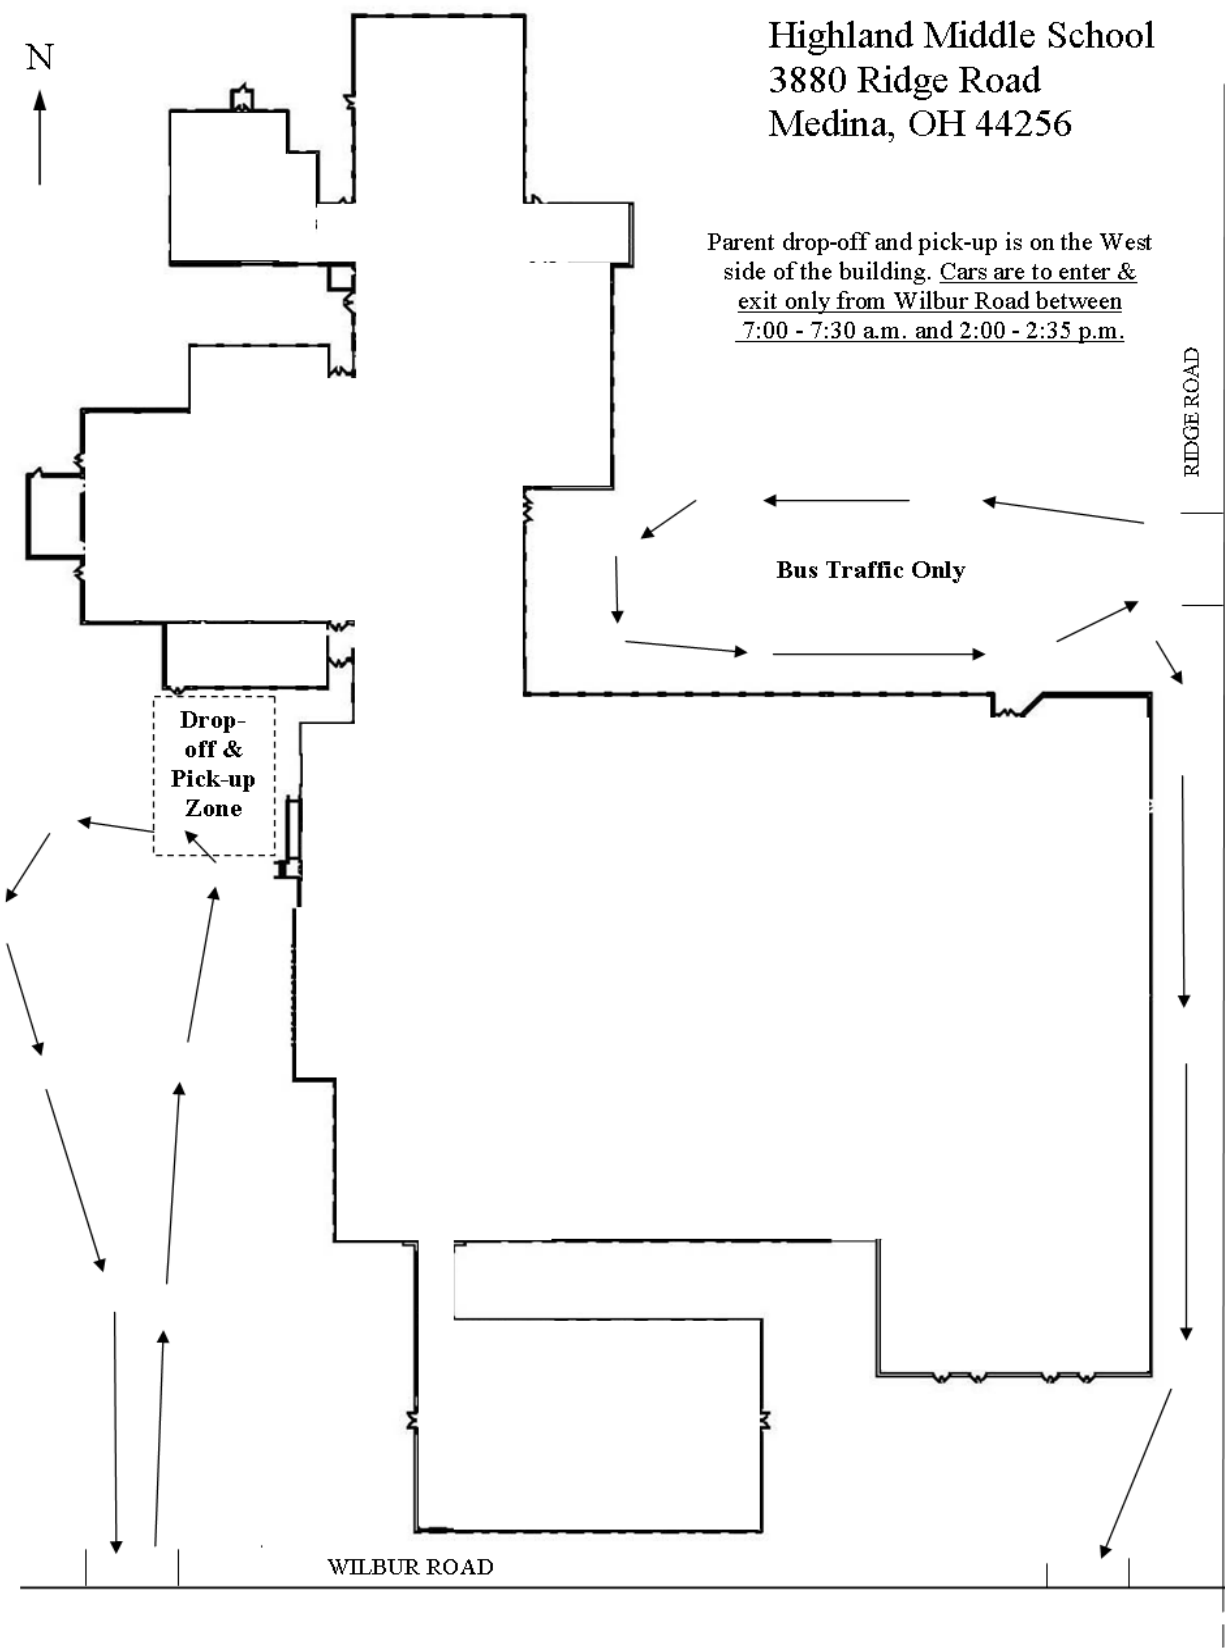 Highland Middle School
3880 Ridge Road
Medina, OH 44256
N
Parent drop-off and pick-up is on the West
side of the building. Cars are to enter &
exit only from Wilbur Road between
7:00 - 7:30 a.m. and 2:00 - 2:35 p.m.
RIDGE ROAD
Bus Traffic Only
Drop-
off &
Pick-up
Zone
WILBUR ROAD